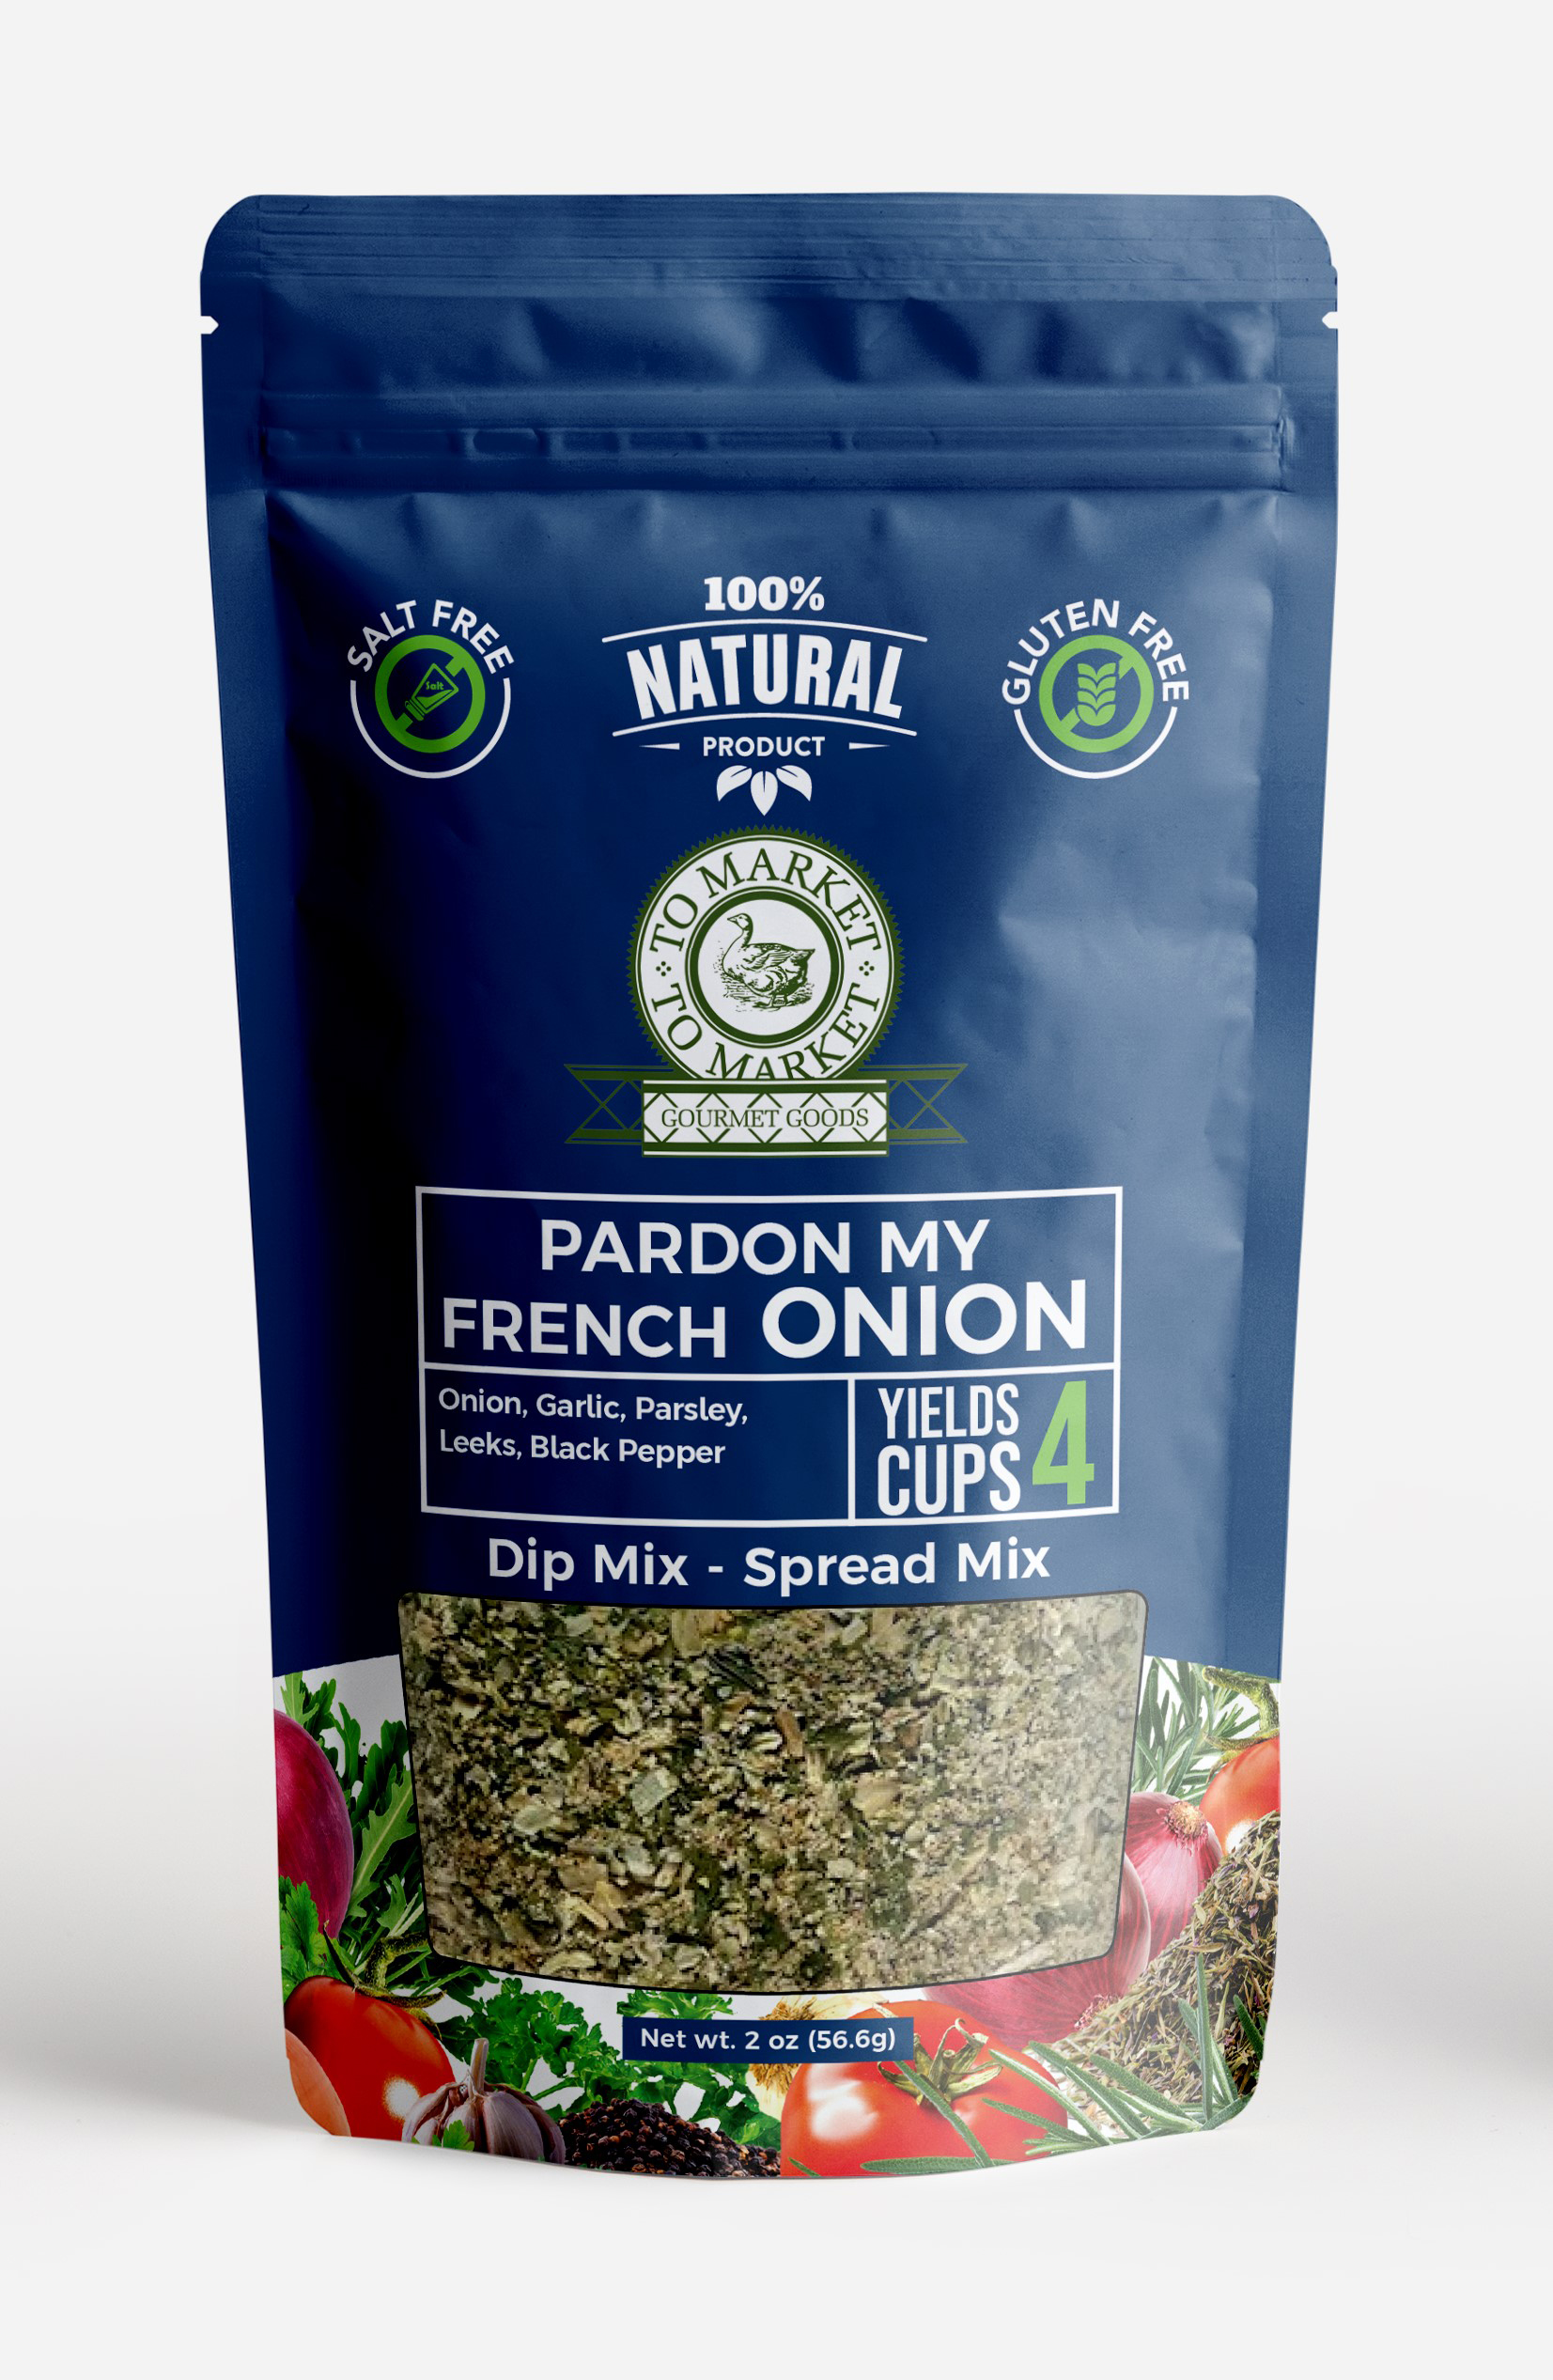 100%
SALT FREE
NATURAL
GLUTEN FREE
Salt
PRODUCT
TO MARKET
TO MARKET
GOURMET GOODS
PARDON MY
FRENCH ONION
Onion, Garlic, Parsley,
Leeks, Black Pepper
YIELDS
CUPS 4
Dip Mix - Spread Mix
Net wt. 2 oz (56.6g)